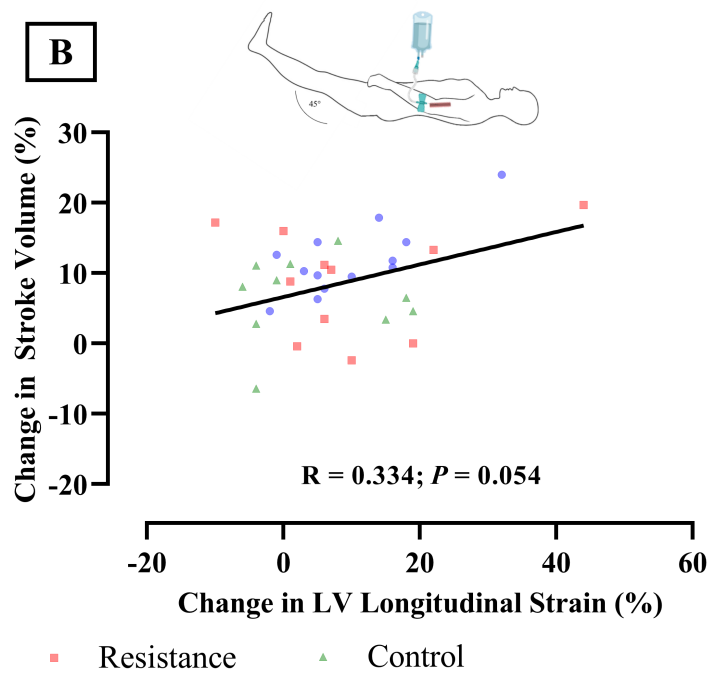 B
45°
Change in Stroke Volume (%)
30
20
10
0
-10
-20
R = 0.334; P = 0.054
-20 0 20 40 60
Change in LV Longitudinal Strain (%)
Resistance Control